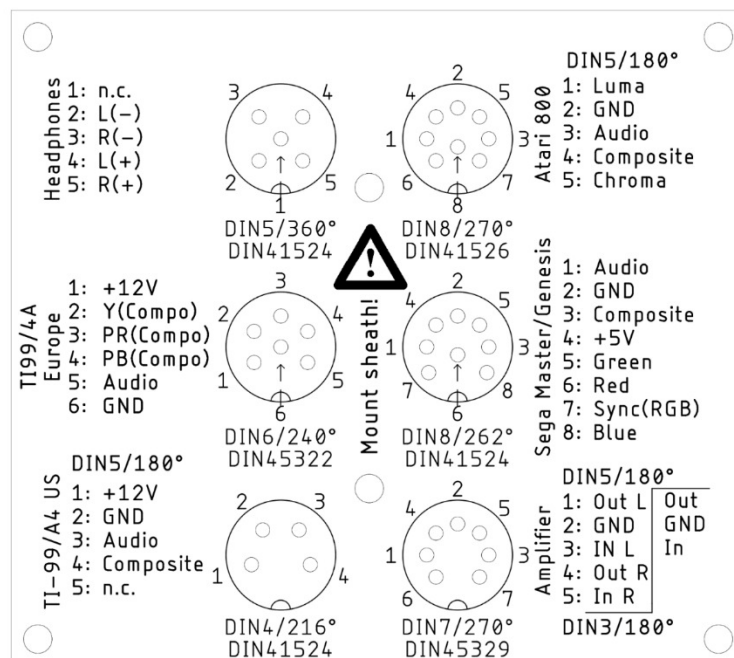 Headphones
1: n.c.
2: L(-)
3: R(-)
4: L(+)
5: R(+)
3 4
2 5
1
DIN5/360°
DIN41524
2
4 5
1 3
6 7
8
DIN8/270°
DIN41526
DIN5/180°
Atari 800
1: Luma
2: GND
3: Audio
4: Composite
5: Chroma
TI99/4A
Europe
1: +12V
2: Y(Compo)
3: PR(Compo)
4: PB(Compo)
5: Audio
6: GND
3
2 4
1 5
6
DIN6/240°
DIN45322
!
Mount sheath!
2
4 5
1 3
7 8
6
DIN8/262°
DIN41524
Sega Master/Genesis
1: Audio
2: GND
3: Composite
4: +5V
5: Green
6: Red
7: Sync(RGB)
8: Blue
DIN5/180°
TI-99/A4 US
1: +12V
2: GND
3: Audio
4: Composite
5: n.c.
2 3
1 4
DIN4/216°
DIN41524
2
4 5
1 3
6 7
DIN7/270°
DIN45329
DIN5/180°
Amplifier
1: Out L Out
2: GND GND
3: IN L In
4: Out R
5: In R
DIN3/180°